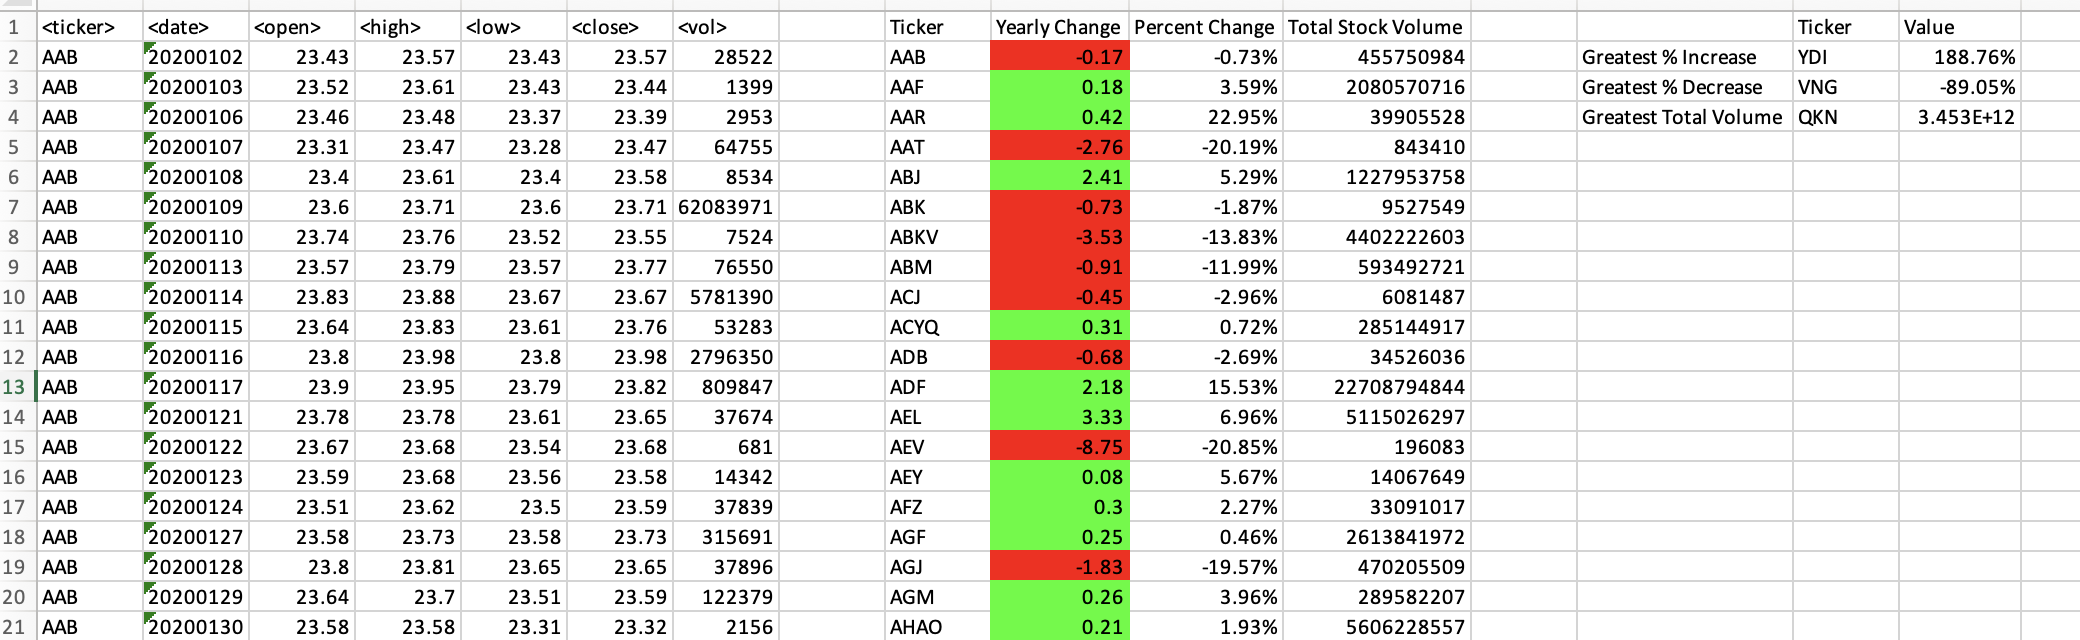 1 <ticker> <date> <open> <high> <low> <close> <vol> Ticker Yearly Change Percent Change Total Stock Volume Ticker Value
2 AAB 20200102 23.43 23.57 23.43 23.57 28522 AAB -0.17 -0.73% 455750984 Greatest % Increase YDI 188.76%
3 AAB 20200103 23.52 23.61 23.43 23.44 1399 AAF 0.18 3.59% 2080570716 Greatest % Decrease VNG -89.05%
4 AAB 20200106 23.46 23.48 23.37 23.39 2953 AAR 0.42 22.95% 39905528 Greatest Total Volume QKN 3.453E+12
5 AAB 20200107 23.31 23.47 23.28 23.47 64755 AAT -2.76 -20.19% 843410
6 AAB 20200108 23.4 23.61 23.4 23.58 8534 ABJ 2.41 5.29% 1227953758
7 AAB 20200109 23.6 23.71 23.6 23.71 62083971 ABK -0.73 -1.87% 9527549
8 AAB 20200110 23.74 23.76 23.52 23.55 7524 ABKV -3.53 -13.83% 4402222603
9 AAB 20200113 23.57 23.79 23.57 23.77 76550 ABM -0.91 -11.99% 593492721
10 AAB 20200114 23.83 23.88 23.67 23.67 5781390 ACJ -0.45 -2.96% 6081487
11 AAB 20200115 23.64 23.83 23.61 23.76 53283 ACYQ 0.31 0.72% 285144917
12 AAB 20200116 23.8 23.98 23.8 23.98 2796350 ADB -0.68 -2.69% 34526036
13 AAB 20200117 23.9 23.95 23.79 23.82 809847 ADF 2.18 15.53% 22708794844
14 AAB 20200121 23.78 23.78 23.61 23.65 37674 AEL 3.33 6.96% 5115026297
15 AAB 20200122 23.67 23.68 23.54 23.68 681 AEV -8.75 -20.85% 196083
16 AAB 20200123 23.59 23.68 23.56 23.58 14342 AEY 0.08 5.67% 14067649
17 AAB 20200124 23.51 23.62 23.5 23.59 37839 AFZ 0.3 2.27% 33091017
18 AAB 20200127 23.58 23.73 23.58 23.73 315691 AGF 0.25 0.46% 2613841972
19 AAB 20200128 23.8 23.81 23.65 23.65 37896 AGJ -1.83 -19.57% 470205509
20 AAB 20200129 23.64 23.7 23.51 23.59 122379 AGM 0.26 3.96% 289582207
21 AAB 20200130 23.58 23.58 23.31 23.32 2156 AHAO 0.21 1.93% 5606228557